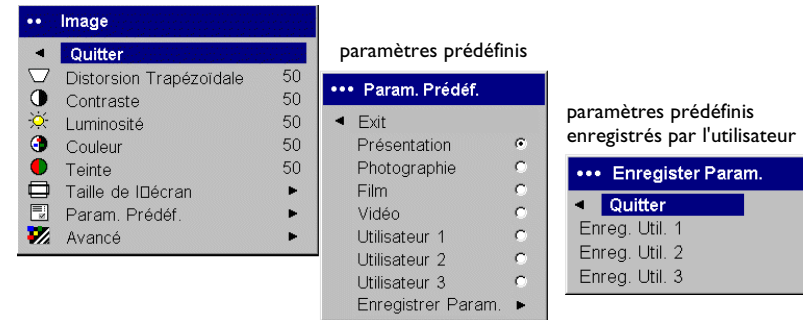 •• Image
◄ Quitter
Distorsion Trapézoïdale 50
Contraste 50
Luminosité 50
Couleur 50
Teinte 50
Taille de l□écran ►
Param. Prédéf. ►
Avancé ►
paramètres prédéfinis
••• Param. Prédéf.
◄ Exit
Présentation
Photographie
Film
Vidéo
Utilisateur 1
Utilisateur 2
Utilisateur 3
Enregistrer Param. ►
paramètres prédéfinis
enregistrés par l'utilisateur
••• Enregister Param.
◄ Quitter
Enreg. Util. 1
Enreg. Util. 2
Enreg. Util. 3